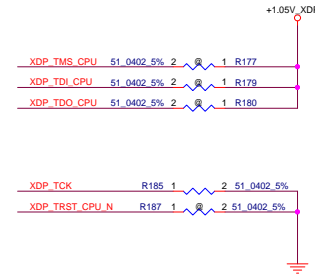 +1.05V_XDP
XDP_TMS_CPU 51_0402_5% 2 @ 1 R177
XDP_TDI_CPU 51_0402_5% 2 @ 1 R179
XDP_TDO_CPU 51_0402_5% 2 @ 1 R180
XDP_TCK R185 1 2 51_0402_5%
XDP_TRST_CPU_N R187 1 @ 2 51_0402_5%